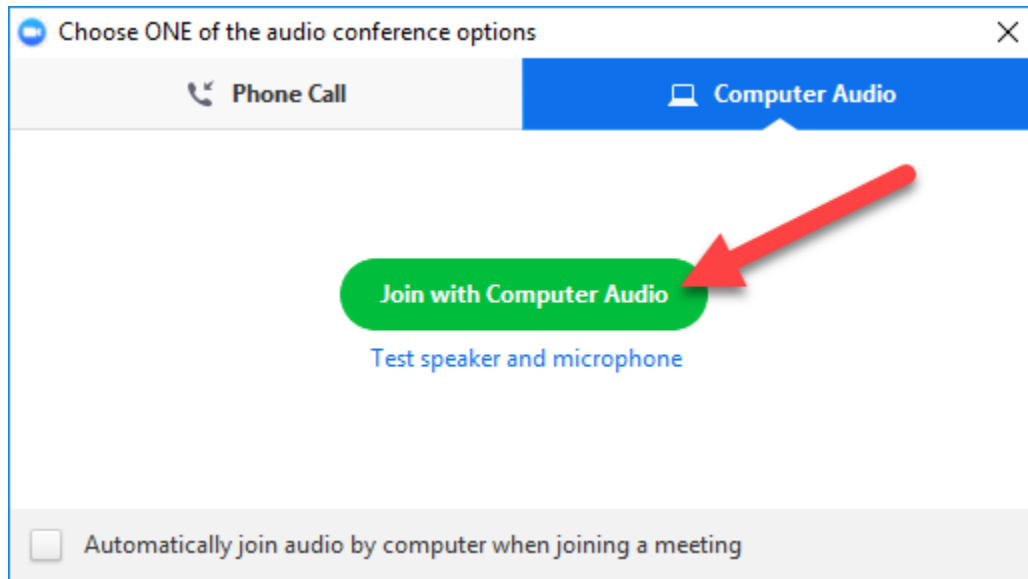 Choose ONE of the audio conference options
Phone Call
Computer Audio
Join with Computer Audio
Test speaker and microphone
Automatically join audio by computer when joining a meeting